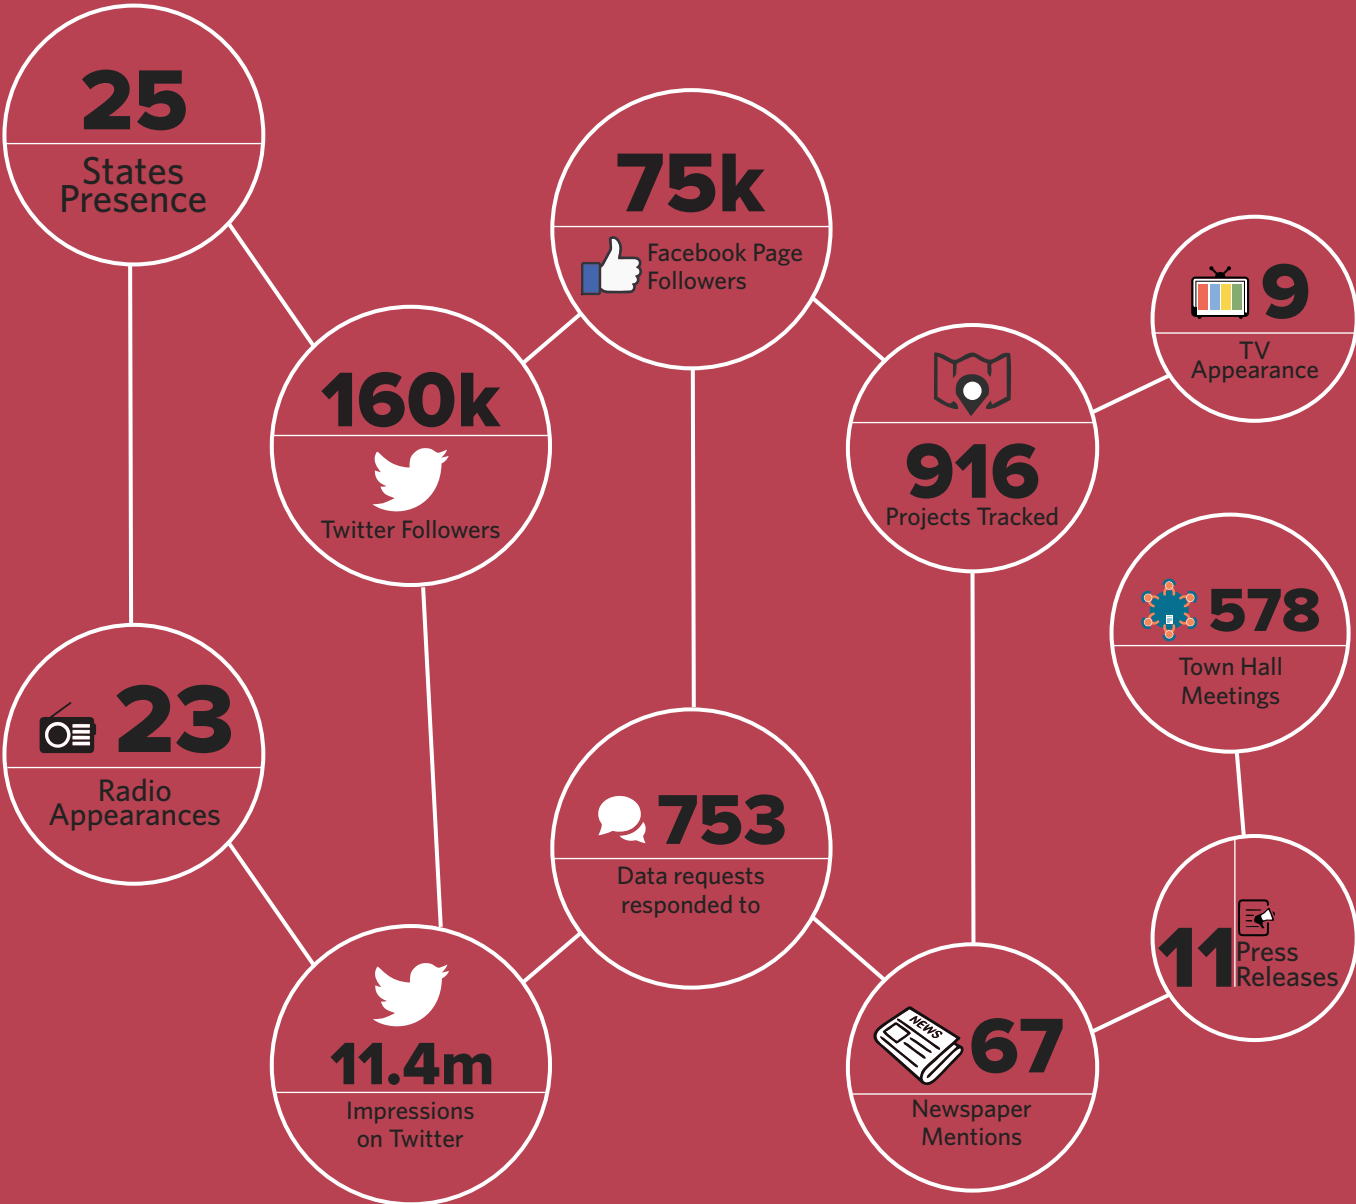 25
States
Presence
75k
Facebook Page
Followers
9
TV
Appearance
160k
Twitter Followers
916
Projects Tracked
578
Town Hall
Meetings
23
Radio
Appearances
753
Data requests
responded to
11
Press
Releases
11.4m
Impressions
on Twitter
NEWS
67
Newspaper
Mentions